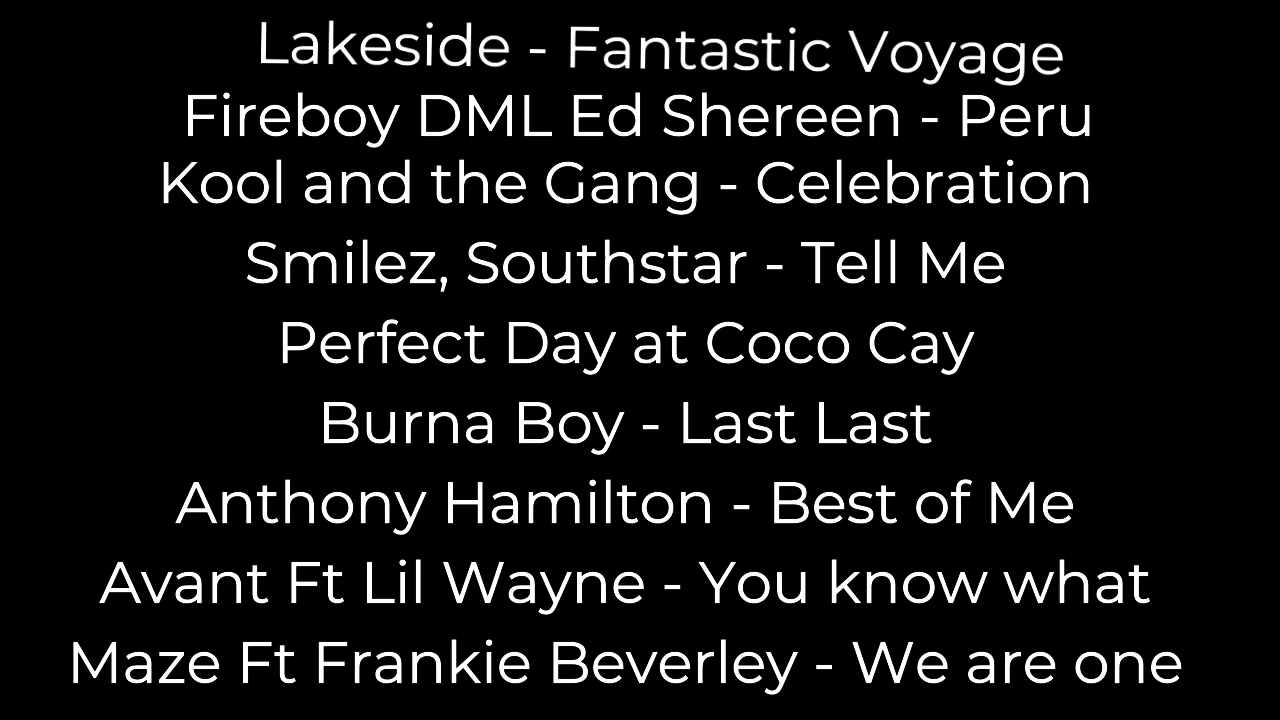 Lakeside - Fantastic Voyage
Fireboy DML Ed Shereen - Peru
Kool and the Gang - Celebration
Smilez, Southstar - Tell Me
Perfect Day at Coco Cay
Burna Boy - Last Last
Anthony Hamilton - Best of Me
Avant Ft Lil Wayne - You know what
Maze Ft Frankie Beverley - We are one